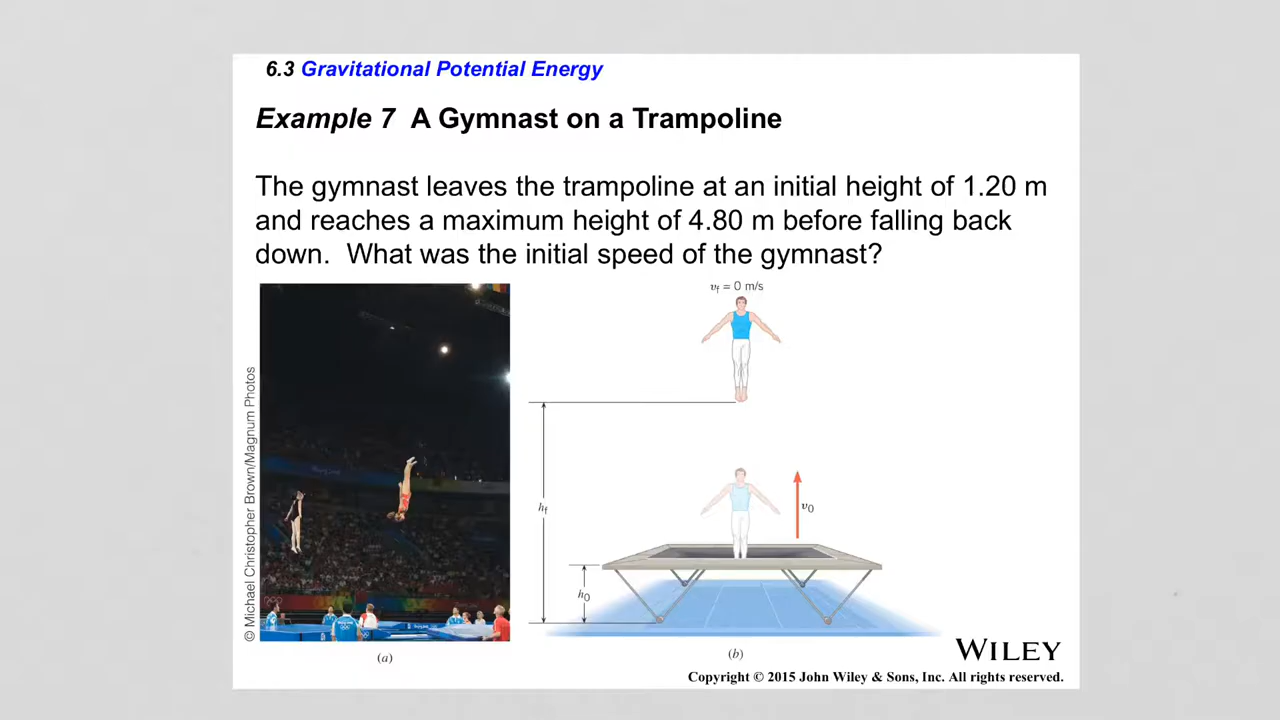 6.3 Gravitational Potential Energy
Example 7 A Gymnast on a Trampoline
The gymnast leaves the trampoline at an initial height of 1.20 m
and reaches a maximum height of 4.80 m before falling back
down. What was the initial speed of the gymnast?
© Michael Christopher Brown/Magnum Photos
(a)
vf = 0 m/s
hf
v0
h0
(b)
WILEY
Copyright © 2015 John Wiley & Sons, Inc. All rights reserved.